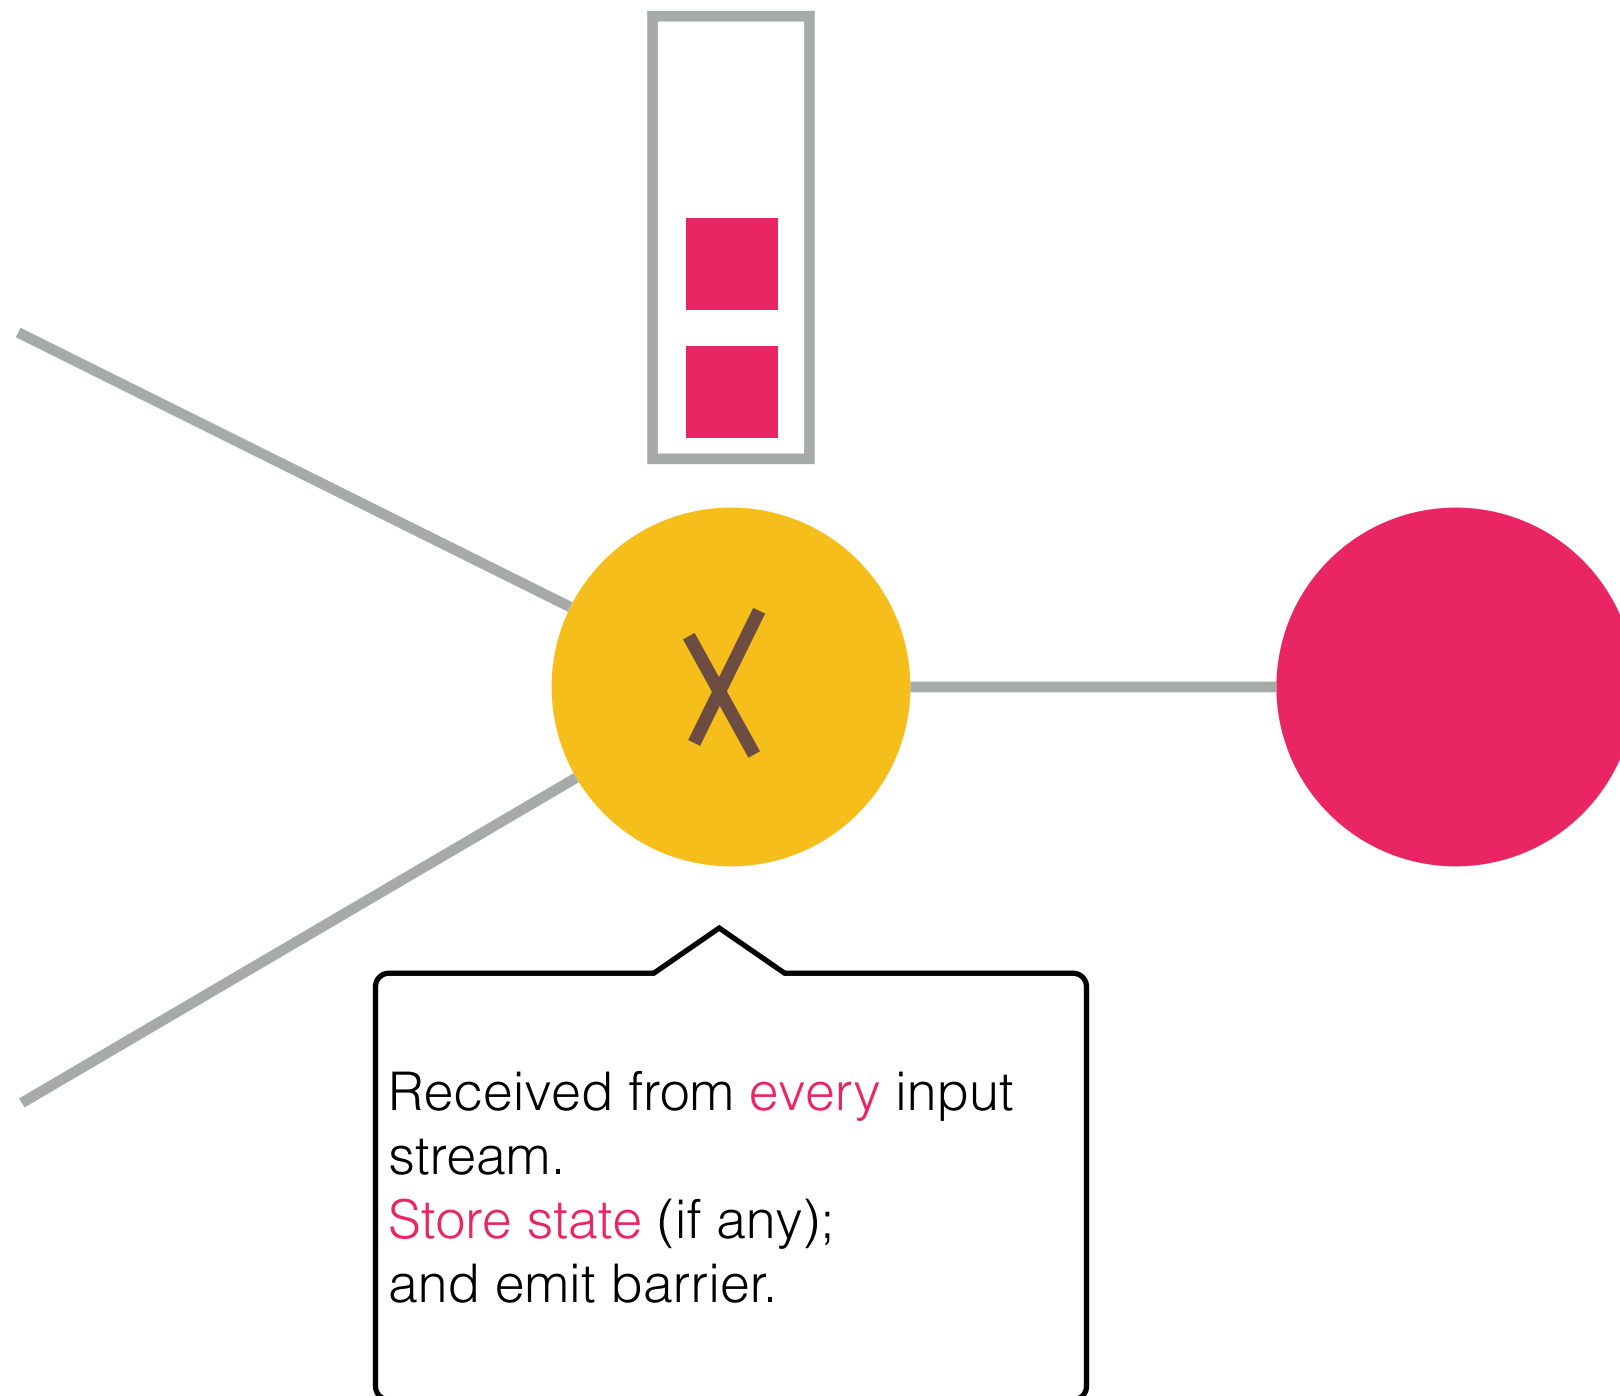 Received from every input
stream.
Store state (if any);
and emit barrier.